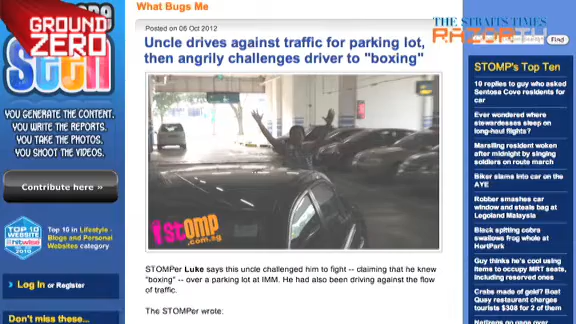 GROUND
ZERO
YOU GENERATE THE CONTENT.
YOU WRITE THE REPORTS.
YOU TAKE THE PHOTOS.
YOU SHOOT THE VIDEOS.
Contribute here »
TOP 10
WEBSITE
hitwise
2010
Top 10 in Lifestyle -
Blogs and Personal
Websites category
Log In or Register
Don't miss these...
What Bugs Me
Posted on 06 Oct 2012
Uncle drives against traffic for parking lot,
then angrily challenges driver to "boxing"
stomp
.com.sg
STOMPer Luke says this uncle challenged him to fight -- claiming that he knew
"boxing" -- over a parking lot at IMM. He had also been driving against the flow
of traffic.
The STOMPer wrote:
THE STRAITS TIMES
RAZORTV
Find
STOMP's Top Ten
10 replies to guy who asked
Sentosa Cove residents for
car
Ever wondered where
stewardesses sleep on
long-haul flights?
Marsiling resident woken
after midnight by singing
soldiers on route march
Biker slams into car on the
AYE
Robber smashes car
window and steals bag at
Legoland Malaysia
Black spitting cobra
swallows frog whole at
HortPark
Guy thinks he's cool using
items to occupy MRT seats,
including reserved ones
Crabs made of gold? Boat
Quay restaurant charges
tourists $308 for 2 of them